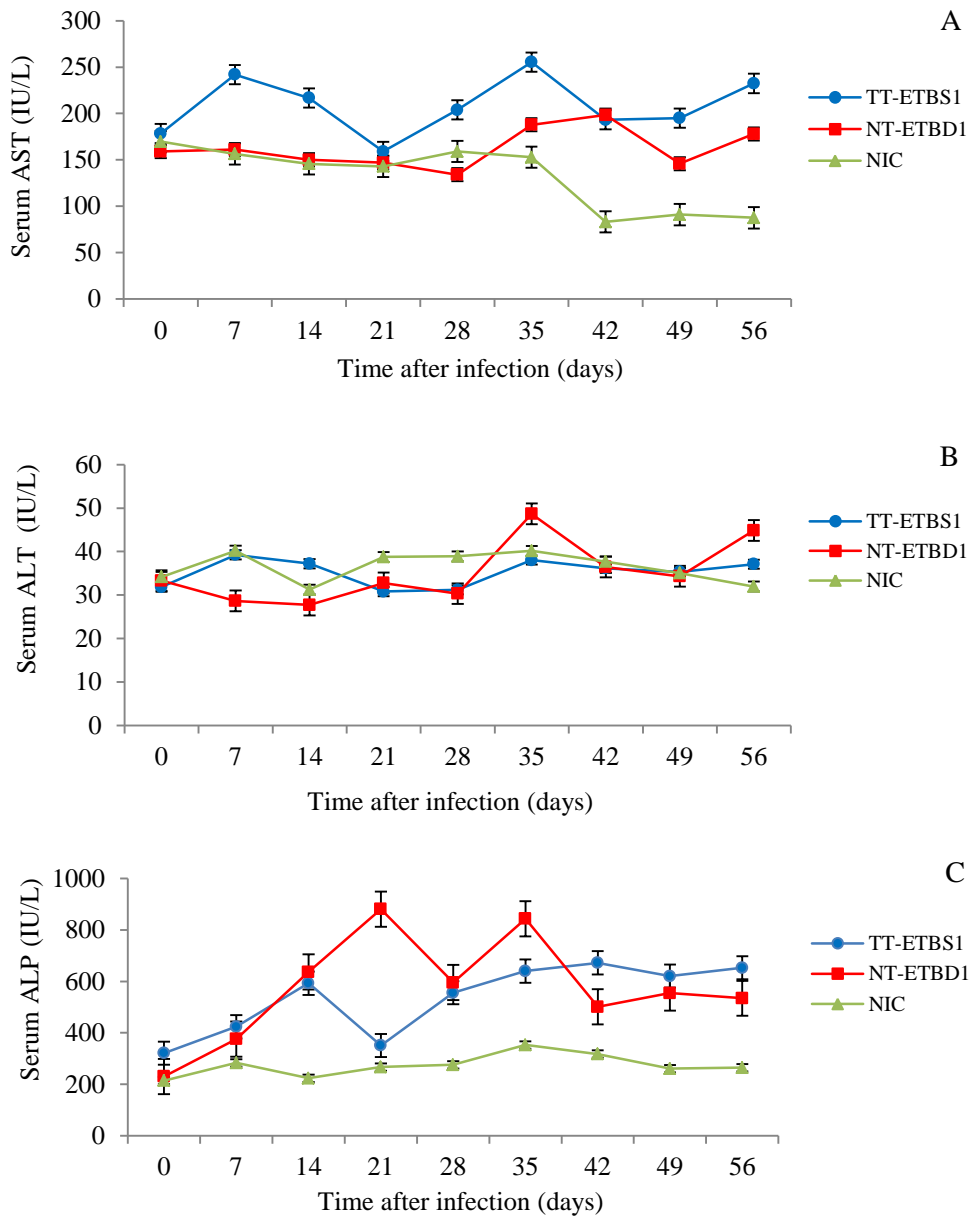 A
Serum AST (IU/L)
300
250
200
150
100
50
0
0 7 14 21 28 35 42 49 56
Time after infection (days)
TT-ETBS1
NT-ETBD1
NIC
B
Serum ALT (IU/L)
60
50
40
30
20
10
0
0 7 14 21 28 35 42 49 56
Time after infection (days)
TT-ETBS1
NT-ETBD1
NIC
C
Serum ALP (IU/L)
1000
800
600
400
200
0
0 7 14 21 28 35 42 49 56
Time after infection (days)
TT-ETBS1
NT-ETBD1
NIC